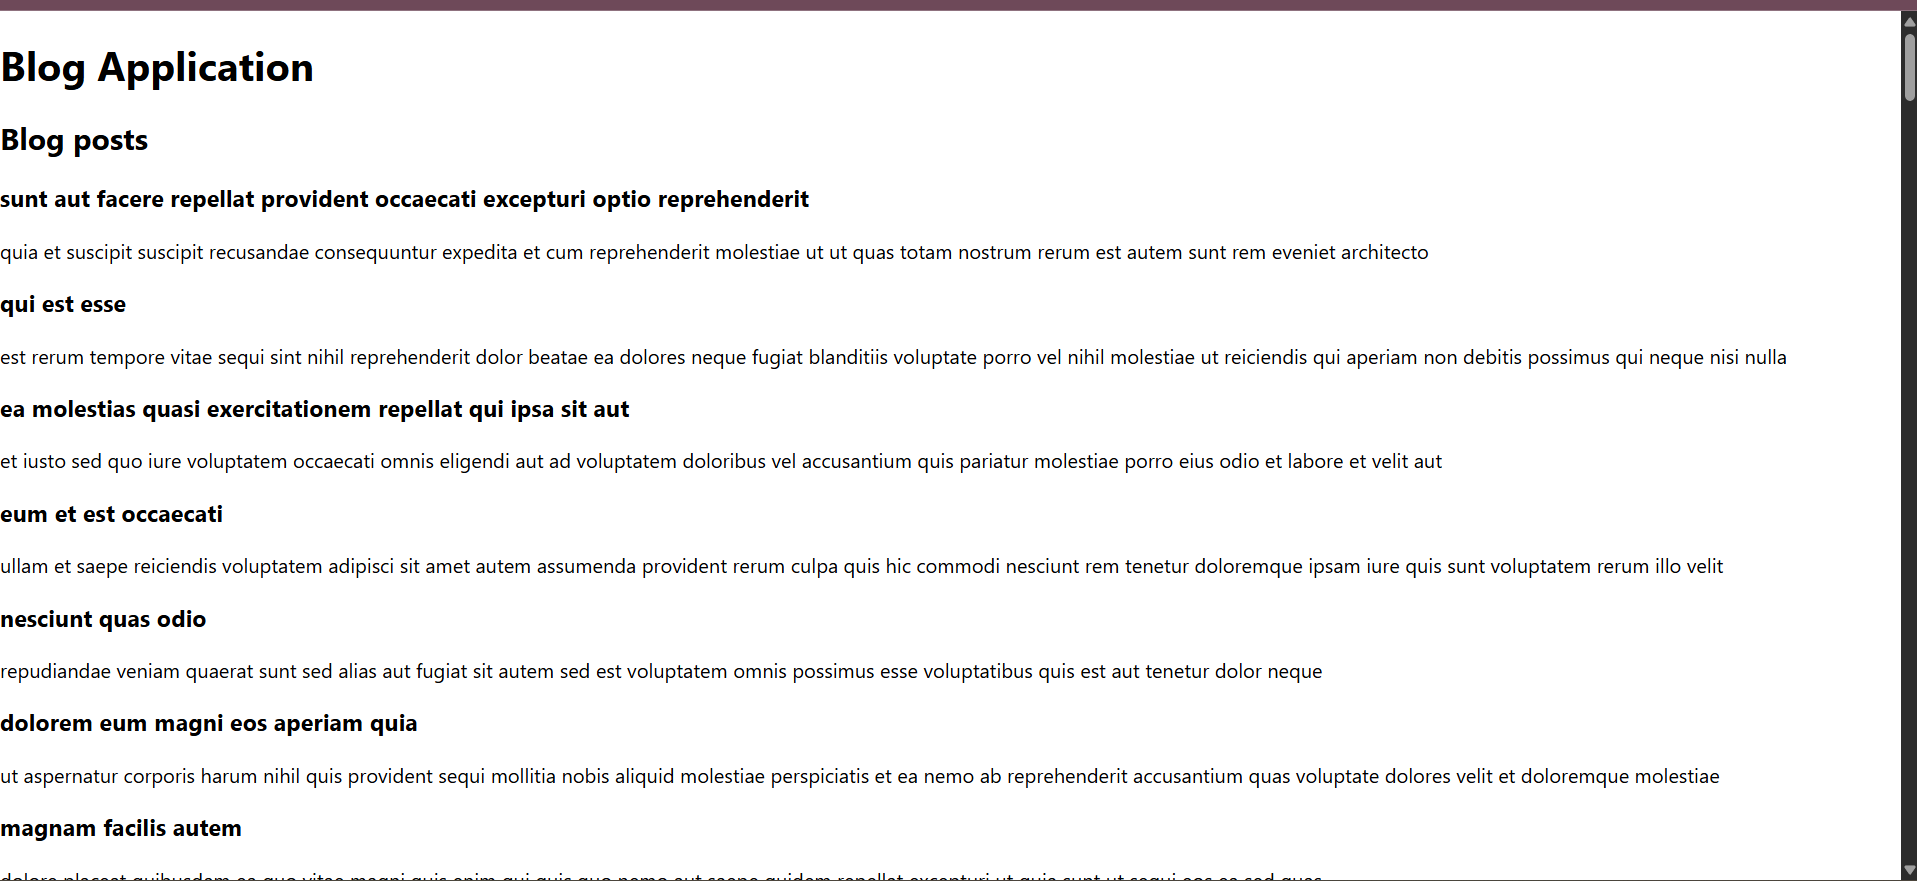 Blog Application
Blog posts
sunt aut facere repellat provident occaecati excepturi optio reprehenderit
quia et suscipit suscipit recusandae consequuntur expedita et cum reprehenderit molestiae ut ut quas totam nostrum rerum est autem sunt rem eveniet architecto
qui est esse
est rerum tempore vitae sequi sint nihil reprehenderit dolor beatae ea dolores neque fugiat blanditiis voluptate porro vel nihil molestiae ut reiciendis qui aperiam non debitis possimus qui neque nisi nulla
ea molestias quasi exercitationem repellat qui ipsa sit aut
et iusto sed quo iure voluptatem occaecati omnis eligendi aut ad voluptatem doloribus vel accusantium quis pariatur molestiae porro eius odio et labore et velit aut
eum et est occaecati
ullam et saepe reiciendis voluptatem adipisci sit amet autem assumenda provident rerum culpa quis hic commodi nesciunt rem tenetur doloremque ipsam iure quis sunt voluptatem rerum illo velit
nesciunt quas odio
repudiandae veniam quaerat sunt sed alias aut fugiat sit autem sed est voluptatem omnis possimus esse voluptatibus quis est aut tenetur dolor neque
dolorem eum magni eos aperiam quia
ut aspernatur corporis harum nihil quis provident sequi mollitia nobis aliquid molestiae perspiciatis et ea nemo ab reprehenderit accusantium quas voluptate dolores velit et doloremque molestiae
magnam facilis autem